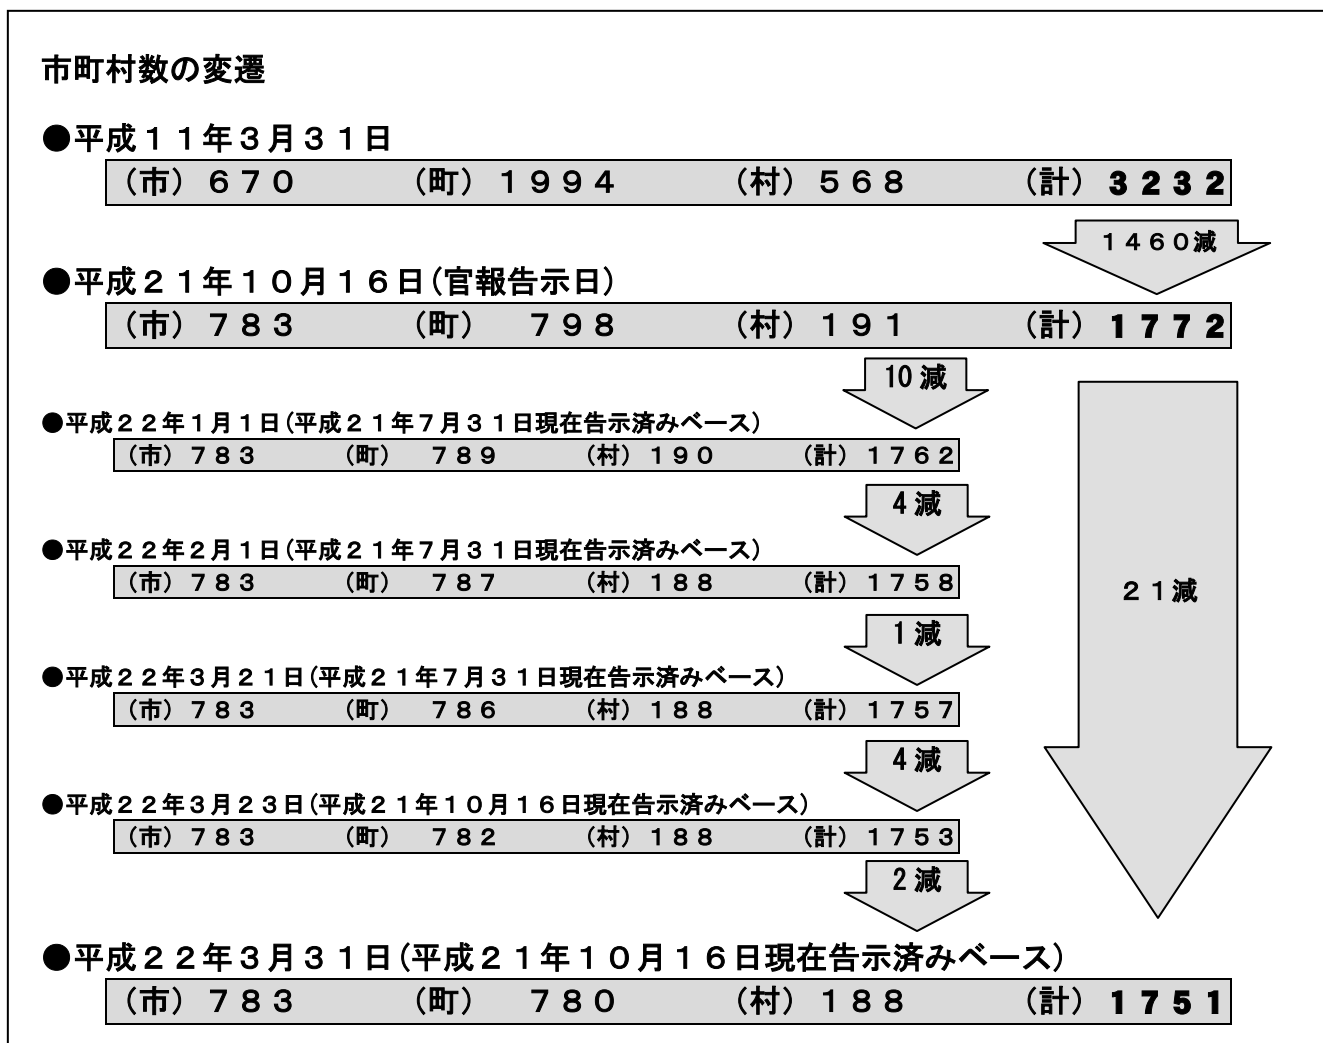 市町村数の変遷
●平成１１年３月３１日
（市）６７０　（町）１９９４　（村）５６８　（計）３２３２
１４６０減
●平成２１年１０月１６日（官報告示日）
（市）７８３　（町）　７９８　（村）１９１　（計）１７７２
10 減
●平成２２年１月１日（平成２１年７月３１日現在告示済みベース）
（市）７８３　（町）　７８９　（村）１９０　（計）１７６２
4 減
●平成２２年２月１日（平成２１年７月３１日現在告示済みベース）
（市）７８３　（町）　７８７　（村）１８８　（計）１７５８
２１減
1 減
●平成２２年３月２１日（平成２１年７月３１日現在告示済みベース）
（市）７８３　（町）　７８６　（村）１８８　（計）１７５７
4 減
●平成２２年３月２３日（平成２１年１０月１６日現在告示済みベース）
（市）７８３　（町）　７８２　（村）１８８　（計）１７５３
2 減
●平成２２年３月３１日（平成２１年１０月１６日現在告示済みベース）
（市）７８３　（町）　７８０　（村）１８８　（計）１７５１